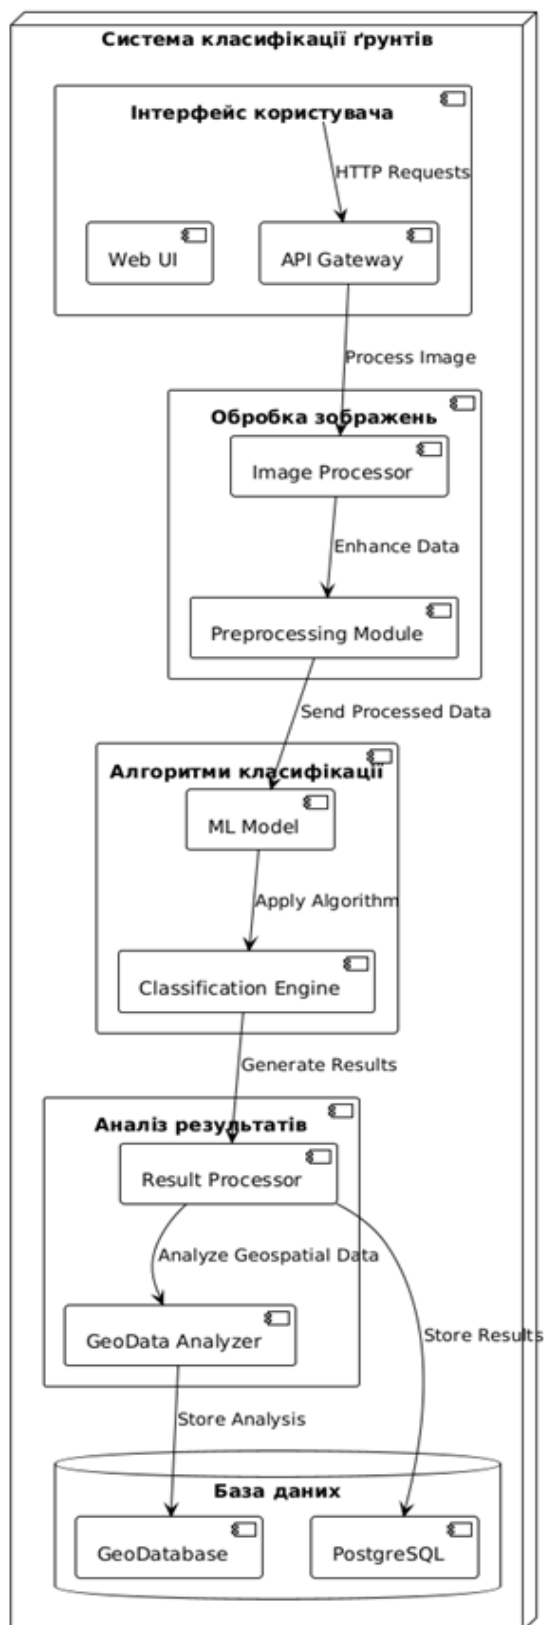 Система класифікації ґрунтів
Інтерфейс користувача
HTTP Requests
Web UI
API Gateway
Process Image
Обробка зображень
Image Processor
Enhance Data
Preprocessing Module
Send Processed Data
Алгоритми класифікації
ML Model
Apply Algorithm
Classification Engine
Generate Results
Аналіз результатів
Result Processor
Analyze Geospatial Data
Store Results
GeoData Analyzer
Store Analysis
База даних
GeoDatabase
PostgreSQL